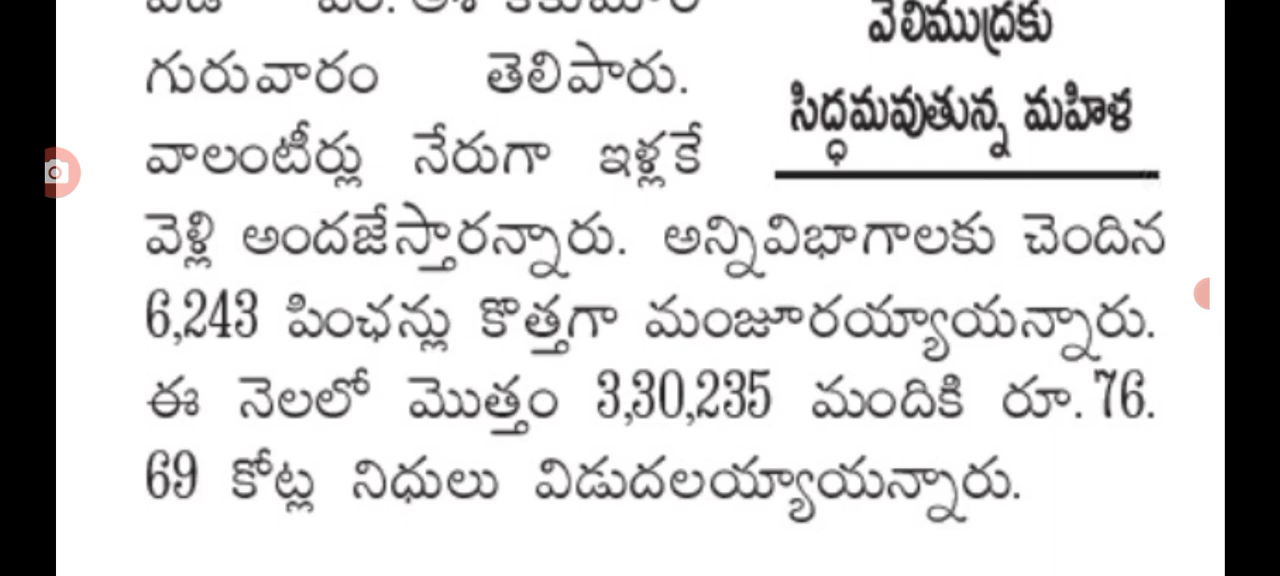 గురువారం తెలిపారు.
వాలంటీర్లు నేరుగా ఇళ్లకే
వెళ్లి అందజేస్తారన్నారు. అన్నివిభాగాలకు చెందిన
6,243 పింఛన్లు కొత్తగా మంజూరయ్యాయన్నారు.
ఈ నెలలో మొత్తం 3,30,235 మందికి రూ.76.
69 కోట్ల నిధులు విడుదలయ్యాయన్నారు.
వేలిముద్రకు
సిద్ధమవుతున్న మహిళ